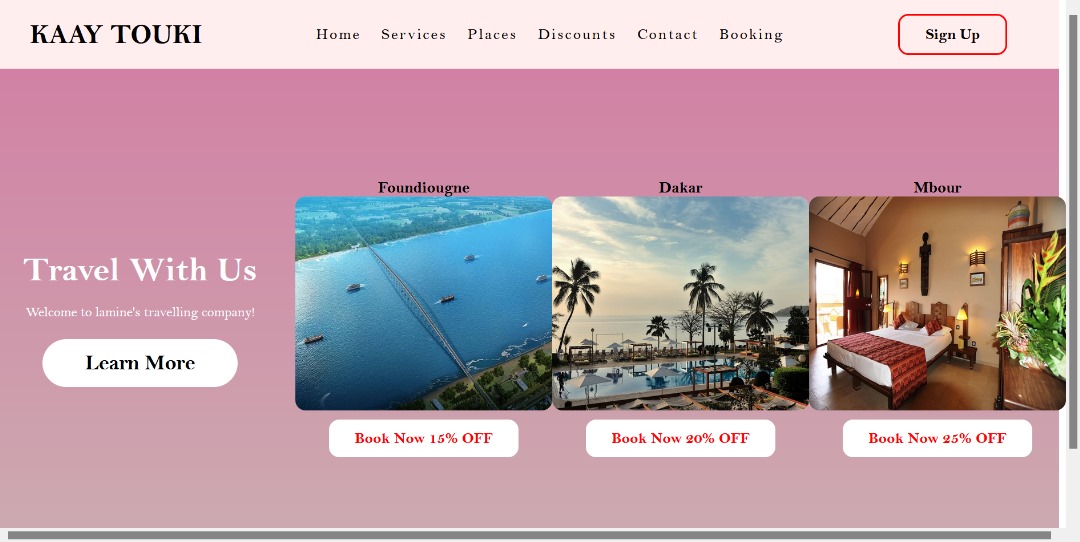 KAAY TOUKI
Home Services Places Discounts Contact Booking
Sign Up
Travel With Us
Welcome to lamine's travelling company!
Learn More
Foundiougne
Book Now 15% OFF
Dakar
Book Now 20% OFF
Mbour
Book Now 25% OFF